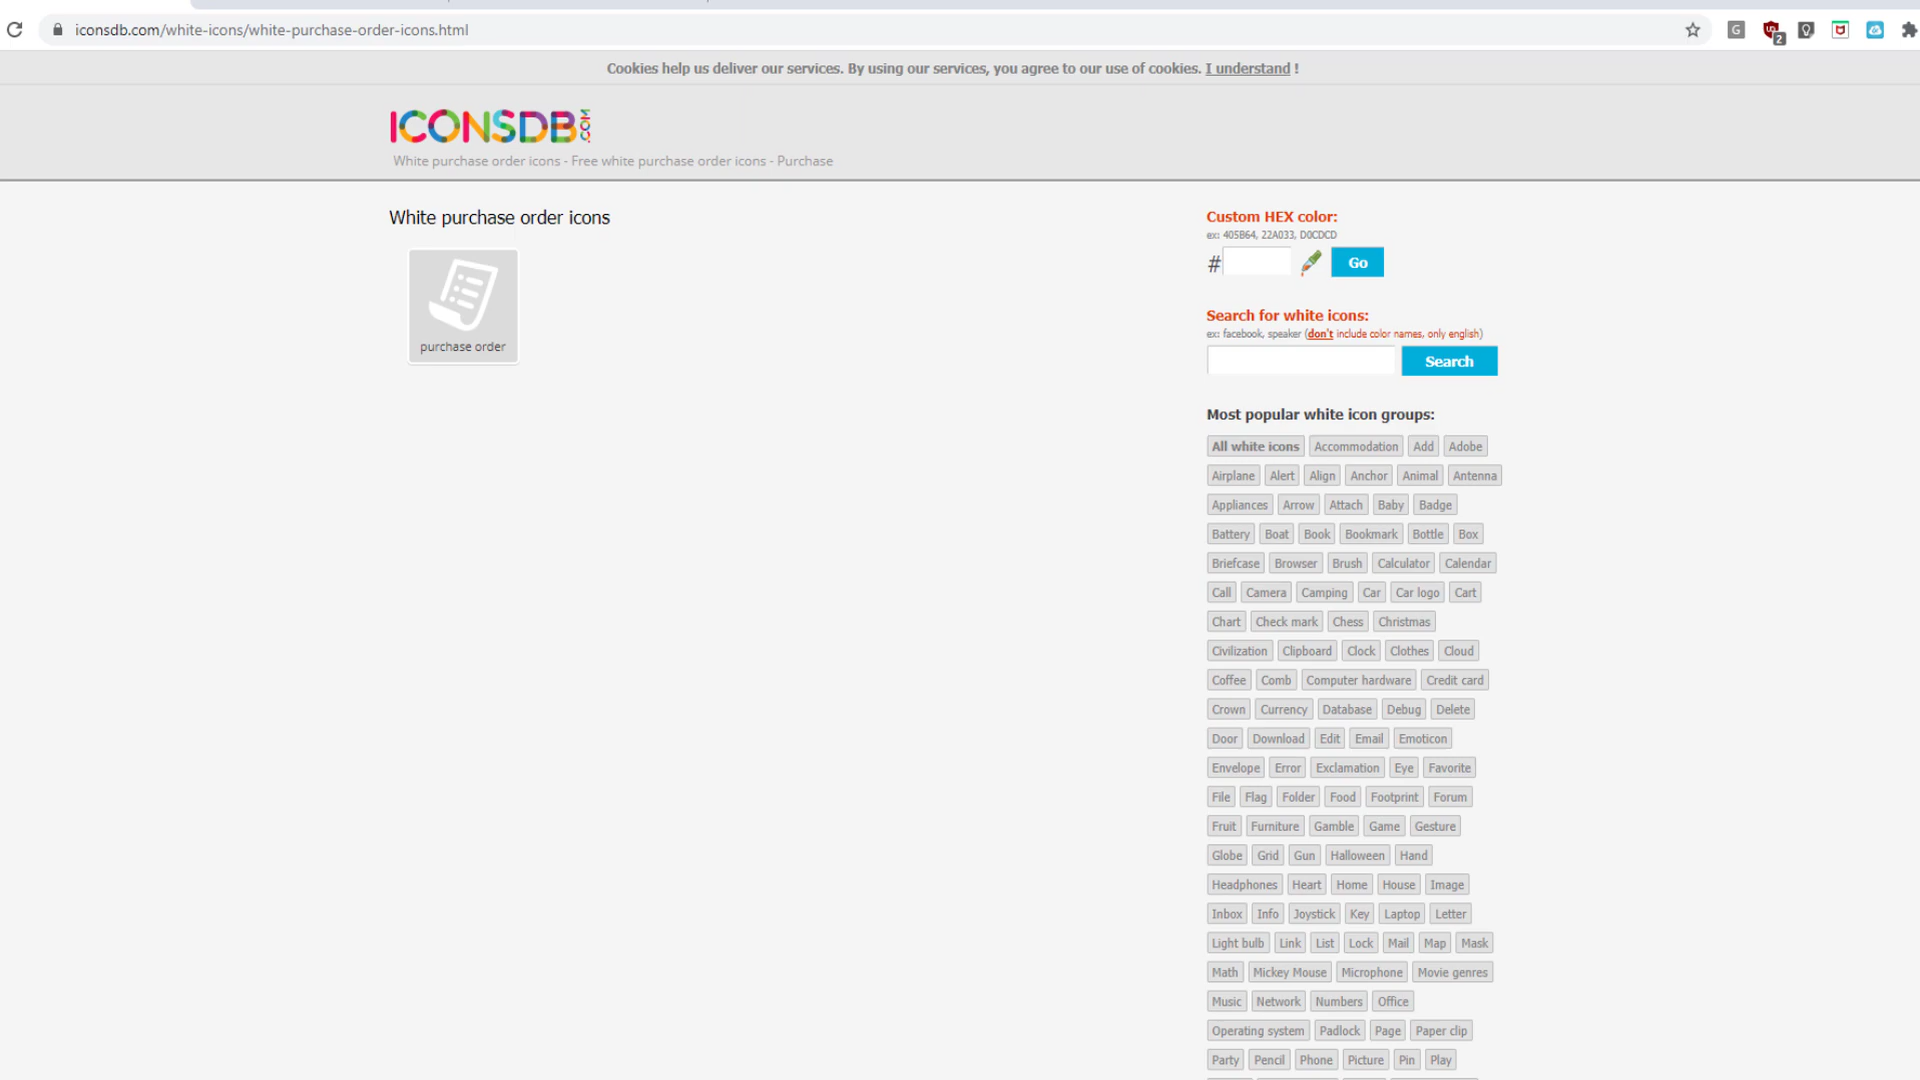 iconsdb.com/white-icons/white-purchase-order-icons.html
G
2
Cookies help us deliver our services. By using our services, you agree to our use of cookies. I understand !
ICONSDB.COM
White purchase order icons - Free white purchase order icons - Purchase
White purchase order icons
purchase order
Custom HEX color:
ex: 405B64, 22A033, D0CDCD
#
Go
Search for white icons:
ex: facebook, speaker (don't include color names, only english)
Search
Most popular white icon groups:
All white icons Accommodation Add Adobe
Airplane Alert Align Anchor Animal Antenna
Appliances Arrow Attach Baby Badge
Battery Boat Book Bookmark Bottle Box
Briefcase Browser Brush Calculator Calendar
Call Camera Camping Car Car logo Cart
Chart Check mark Chess Christmas
Civilization Clipboard Clock Clothes Cloud
Coffee Comb Computer hardware Credit card
Crown Currency Database Debug Delete
Door Download Edit Email Emoticon
Envelope Error Exclamation Eye Favorite
File Flag Folder Food Footprint Forum
Fruit Furniture Gamble Game Gesture
Globe Grid Gun Halloween Hand
Headphones Heart Home House Image
Inbox Info Joystick Key Laptop Letter
Light bulb Link List Lock Mail Map Mask
Math Mickey Mouse Microphone Movie genres
Music Network Numbers Office
Operating system Padlock Page Paper clip
Party Pencil Phone Picture Pin Play